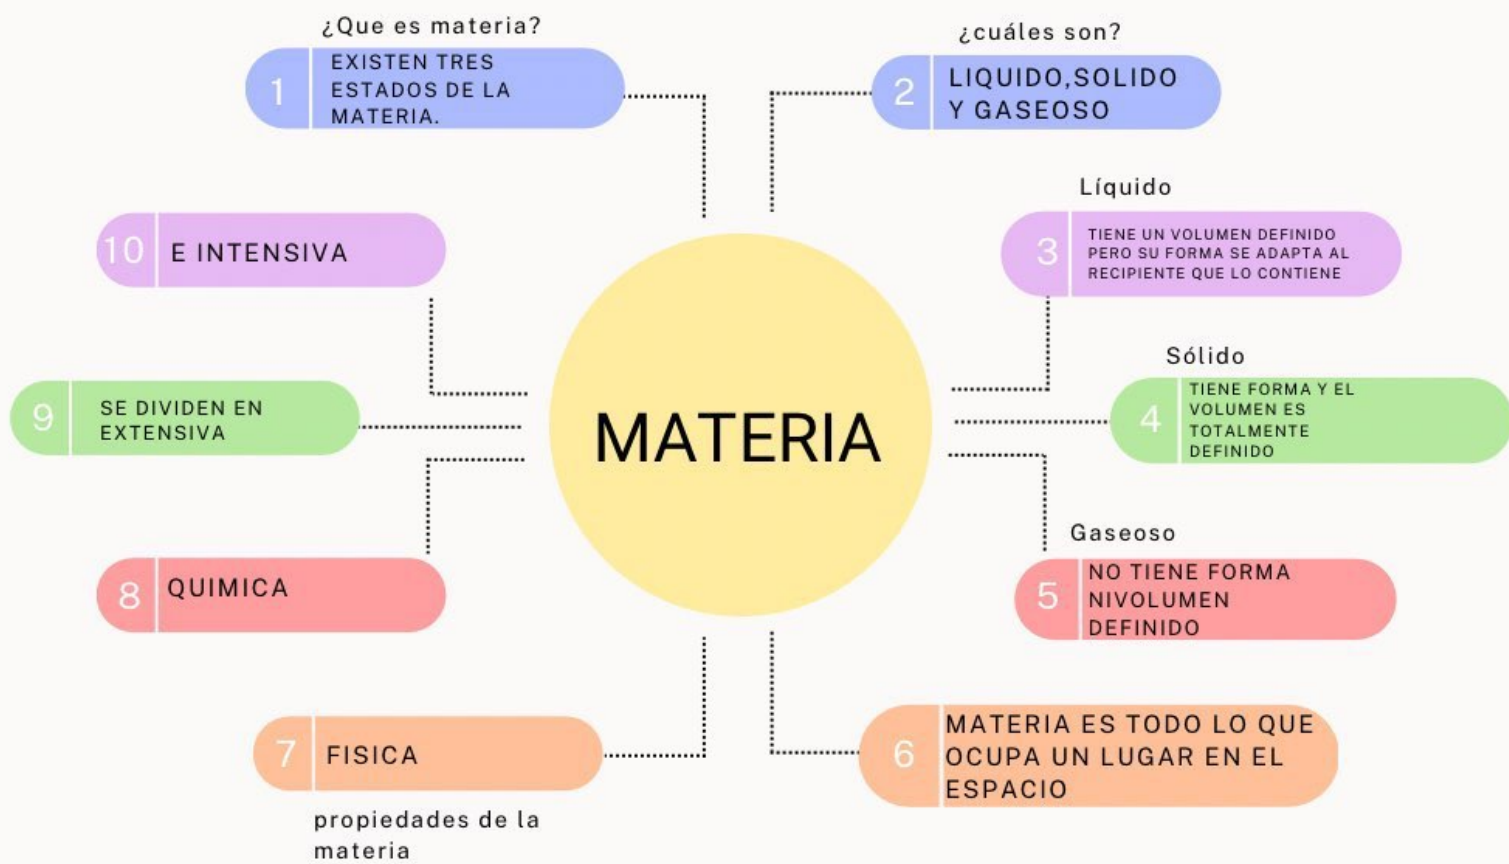 ¿Que es materia?
1
EXISTEN TRES
ESTADOS DE LA
MATERIA.
¿cuáles son?
2
LIQUIDO,SOLIDO
Y GASEOSO
Líquido
3
TIENE UN VOLUMEN DEFINIDO
PERO SU FORMA SE ADAPTA AL
RECIPIENTE QUE LO CONTIENE
Sólido
4
TIENE FORMA Y EL
VOLUMEN ES
TOTALMENTE
DEFINIDO
Gaseoso
5
NO TIENE FORMA
NIVOLUMEN
DEFINIDO
6
MATERIA ES TODO LO QUE
OCUPA UN LUGAR EN EL
ESPACIO
7
FISICA
propiedades de la
materia
8
QUIMICA
9
SE DIVIDEN EN
EXTENSIVA
10
E INTENSIVA
MATERIA